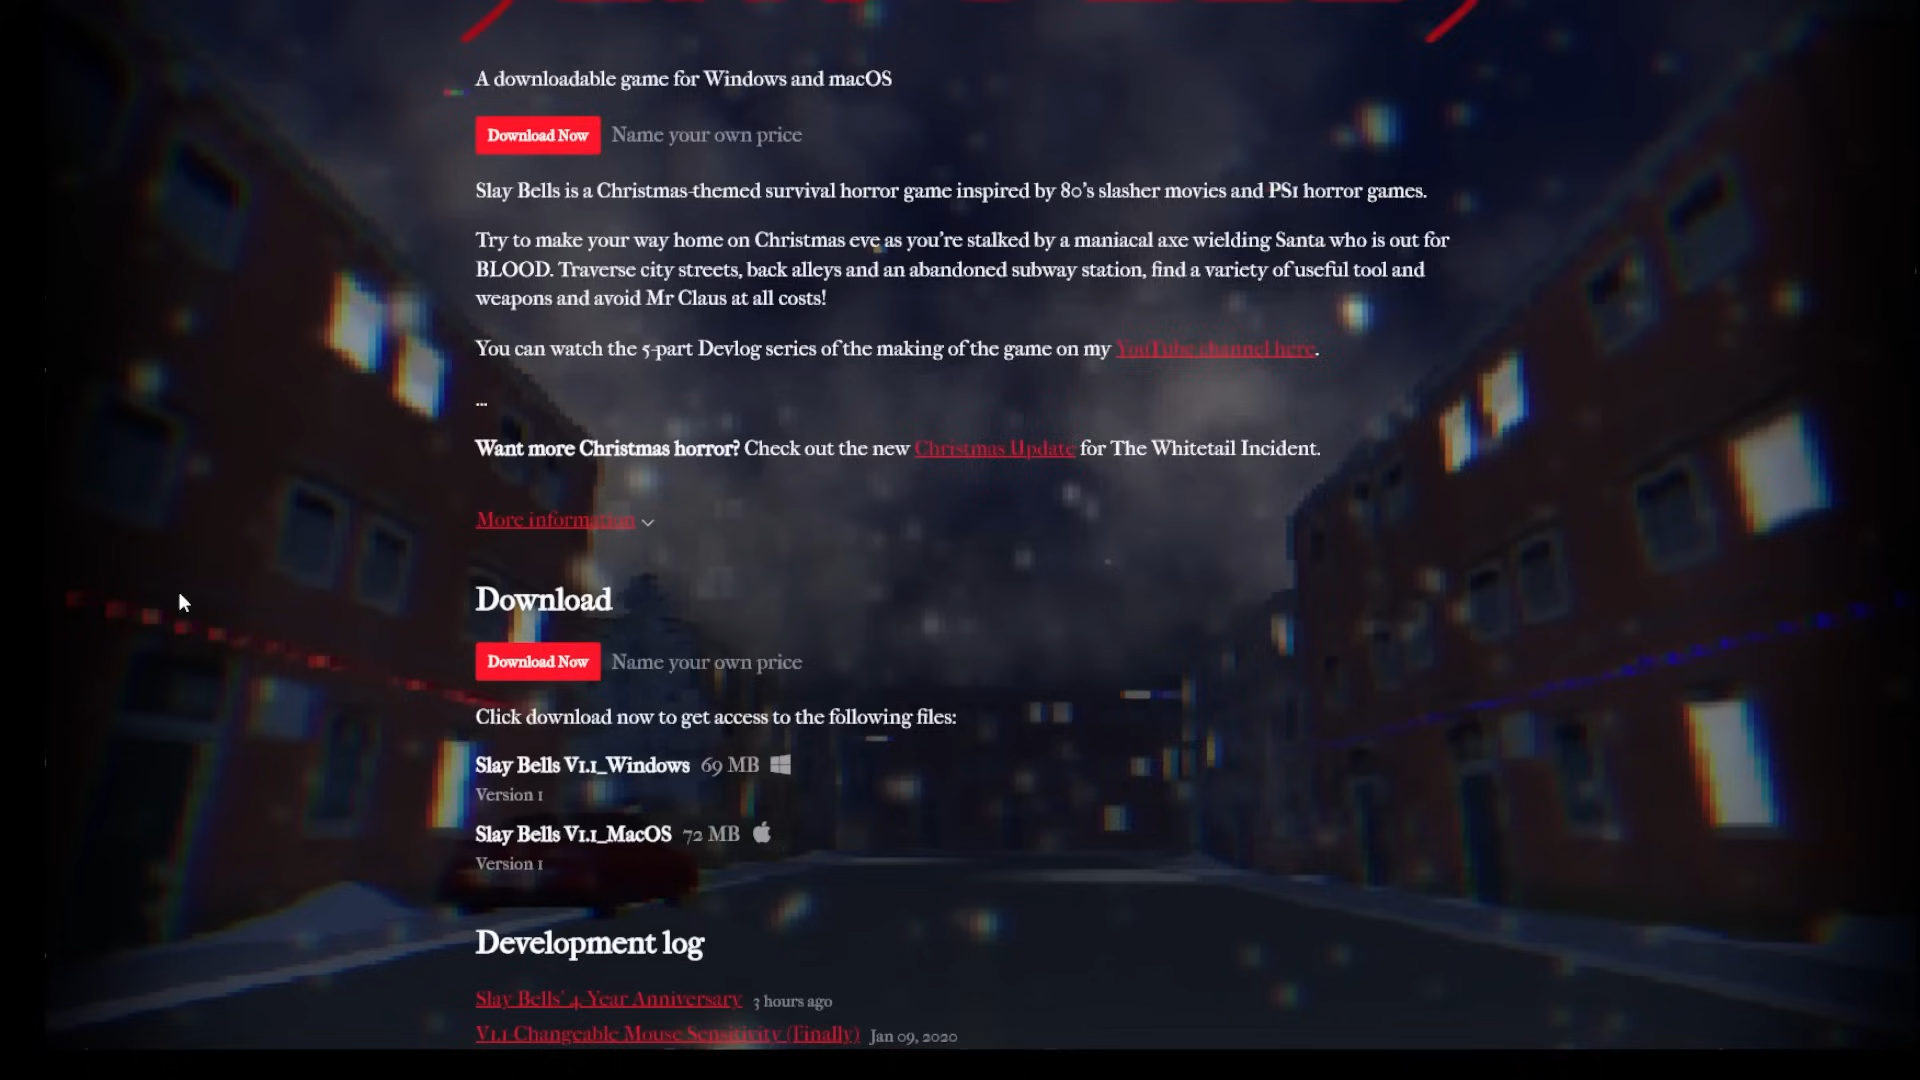 A downloadable game for Windows and macOS
Download Now Name your own price
Slay Bells is a Christmas-themed survival horror game inspired by 80's slasher movies and PS1 horror games.
Try to make your way home on Christmas eve as you're stalked by a maniacal axe wielding Santa who is out for
BLOOD. Traverse city streets, back alleys and an abandoned subway station, find a variety of useful tool and
weapons and avoid Mr Claus at all costs!
You can watch the 5-part Devlog series of the making of the game on my YouTube channel here.
...
Want more Christmas horror? Check out the new Christmas Update for The Whitetail Incident.
More information
Download
Download Now Name your own price
Click download now to get access to the following files:
Slay Bells V1.1_Windows 69 MB
Version 1
Slay Bells V1.1_MacOS 72 MB
Version 1
Development log
Slay Bells' 4-Year Anniversary 3 hours ago
V1.1 Changeable Mouse Sensitivity (Finally) Jan 09, 2020